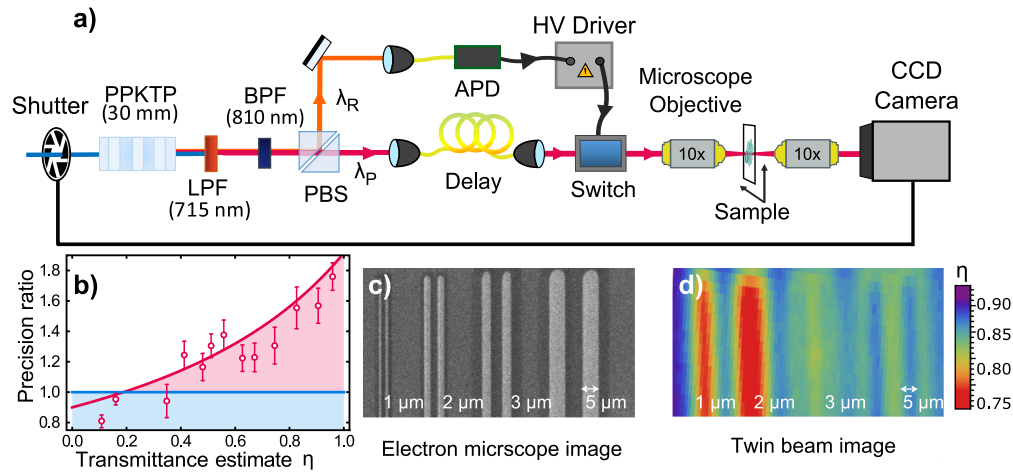 a)
HV Driver
Shutter
PPKTP
(30 mm)
BPF
(810 nm)
λR
APD
Microscope
Objective
CCD
Camera
10x
10x
LPF
(715 nm)
PBS
λP
Delay
Switch
Sample
b)
Precision ratio
1.8
1.6
1.4
1.2
1.0
0.8
0.0 0.2 0.4 0.6 0.8 1.0
Transmittance estimate η
c)
1 μm 2 μm 3 μm 5 μm
Electron micrscope image
d)
1 μm 2 μm 3 μm 5 μm
Twin beam image
η
0.90
0.85
0.80
0.75